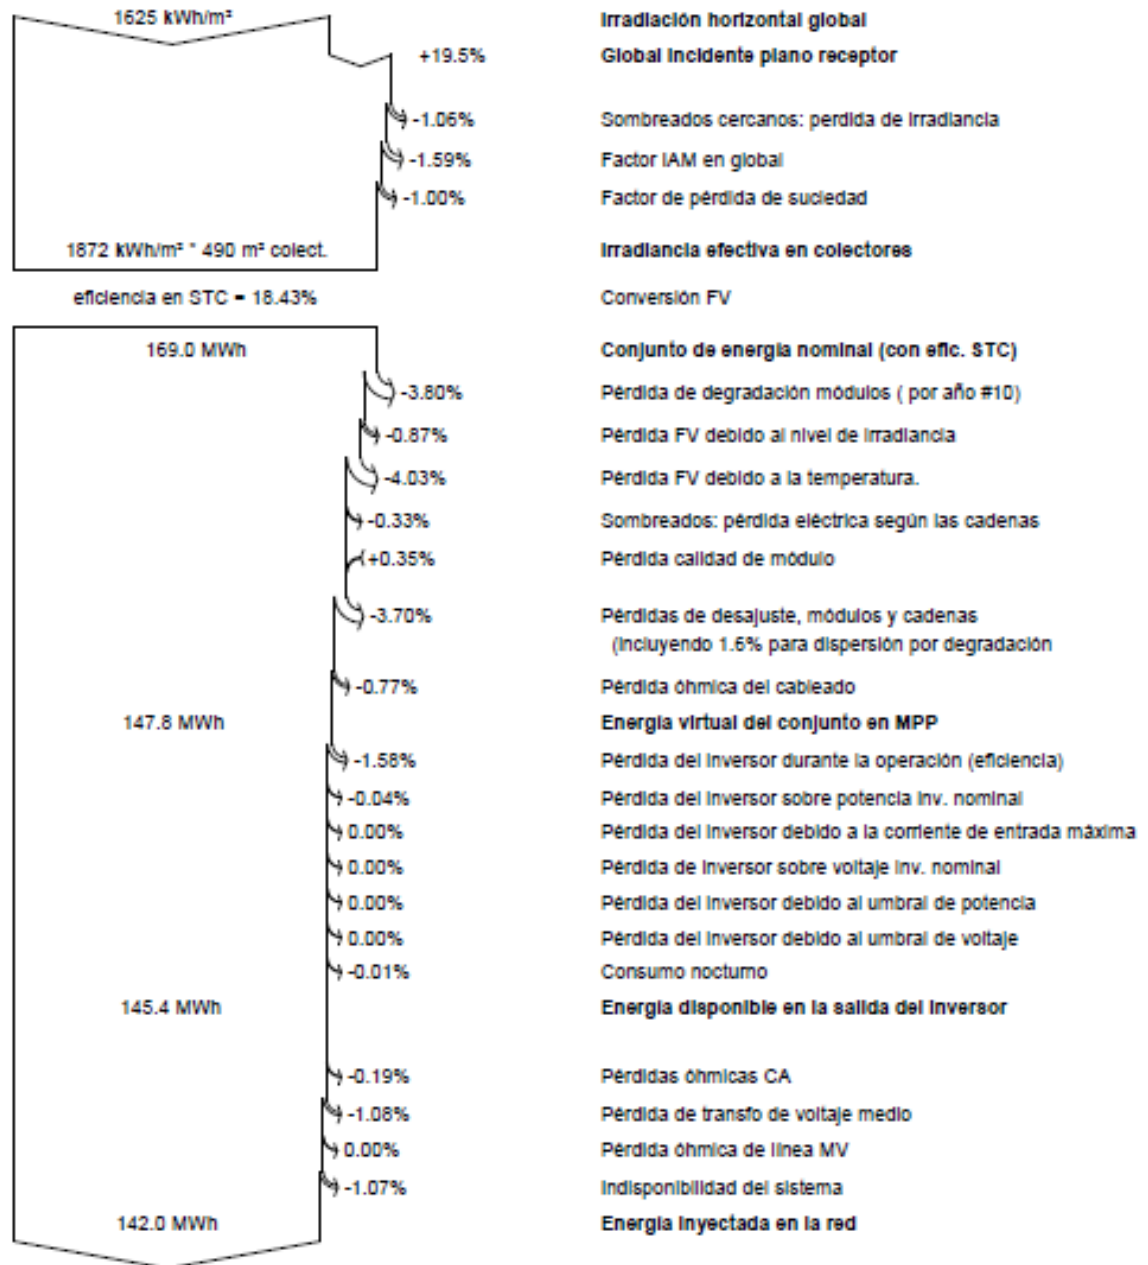 1625 kWh/m² Irradiación horizontal global
+19.5% Global incidente plano receptor
-1.06% Sombreados cercanos: perdida de irradiancia
-1.59% Factor IAM en global
-1.00% Factor de pérdida de suciedad
1872 kWh/m² * 490 m² colect. Irradiancia efectiva en colectores
eficiencia en STC = 18.43% Conversión FV
169.0 MWh Conjunto de energía nominal (con efic. STC)
-3.80% Pérdida de degradación módulos ( por año #10)
-0.87% Pérdida FV debido al nivel de irradiancia
-4.03% Pérdida FV debido a la temperatura.
-0.33% Sombreados: pérdida eléctrica según las cadenas
+0.35% Pérdida calidad de módulo
-3.70% Pérdidas de desajuste, módulos y cadenas
(incluyendo 1.6% para dispersión por degradación
-0.77% Pérdida óhmica del cableado
147.8 MWh Energía virtual del conjunto en MPP
-1.58% Pérdida del inversor durante la operación (eficiencia)
-0.04% Pérdida del inversor sobre potencia inv. nominal
0.00% Pérdida del inversor debido a la corriente de entrada máxima
0.00% Pérdida de inversor sobre voltaje inv. nominal
0.00% Pérdida del inversor debido al umbral de potencia
0.00% Pérdida del inversor debido al umbral de voltaje
-0.01% Consumo nocturno
145.4 MWh Energía disponible en la salida del inversor
-0.19% Pérdidas óhmicas CA
-1.08% Pérdida de transfo de voltaje medio
0.00% Pérdida óhmica de línea MV
-1.07% Indisponibilidad del sistema
142.0 MWh Energía inyectada en la red